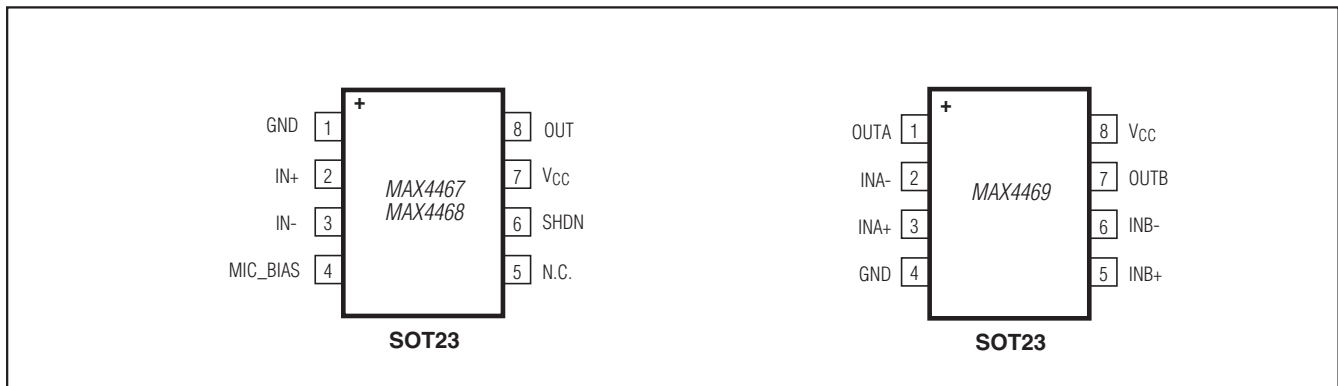 +
GND 1
IN+ 2
IN- 3
MIC_BIAS 4
MAX4467
MAX4468
8 OUT
7 VCC
6 SHDN
5 N.C.
SOT23
+
OUTA 1
INA- 2
INA+ 3
GND 4
MAX4469
8 VCC
7 OUTB
6 INB-
5 INB+
SOT23